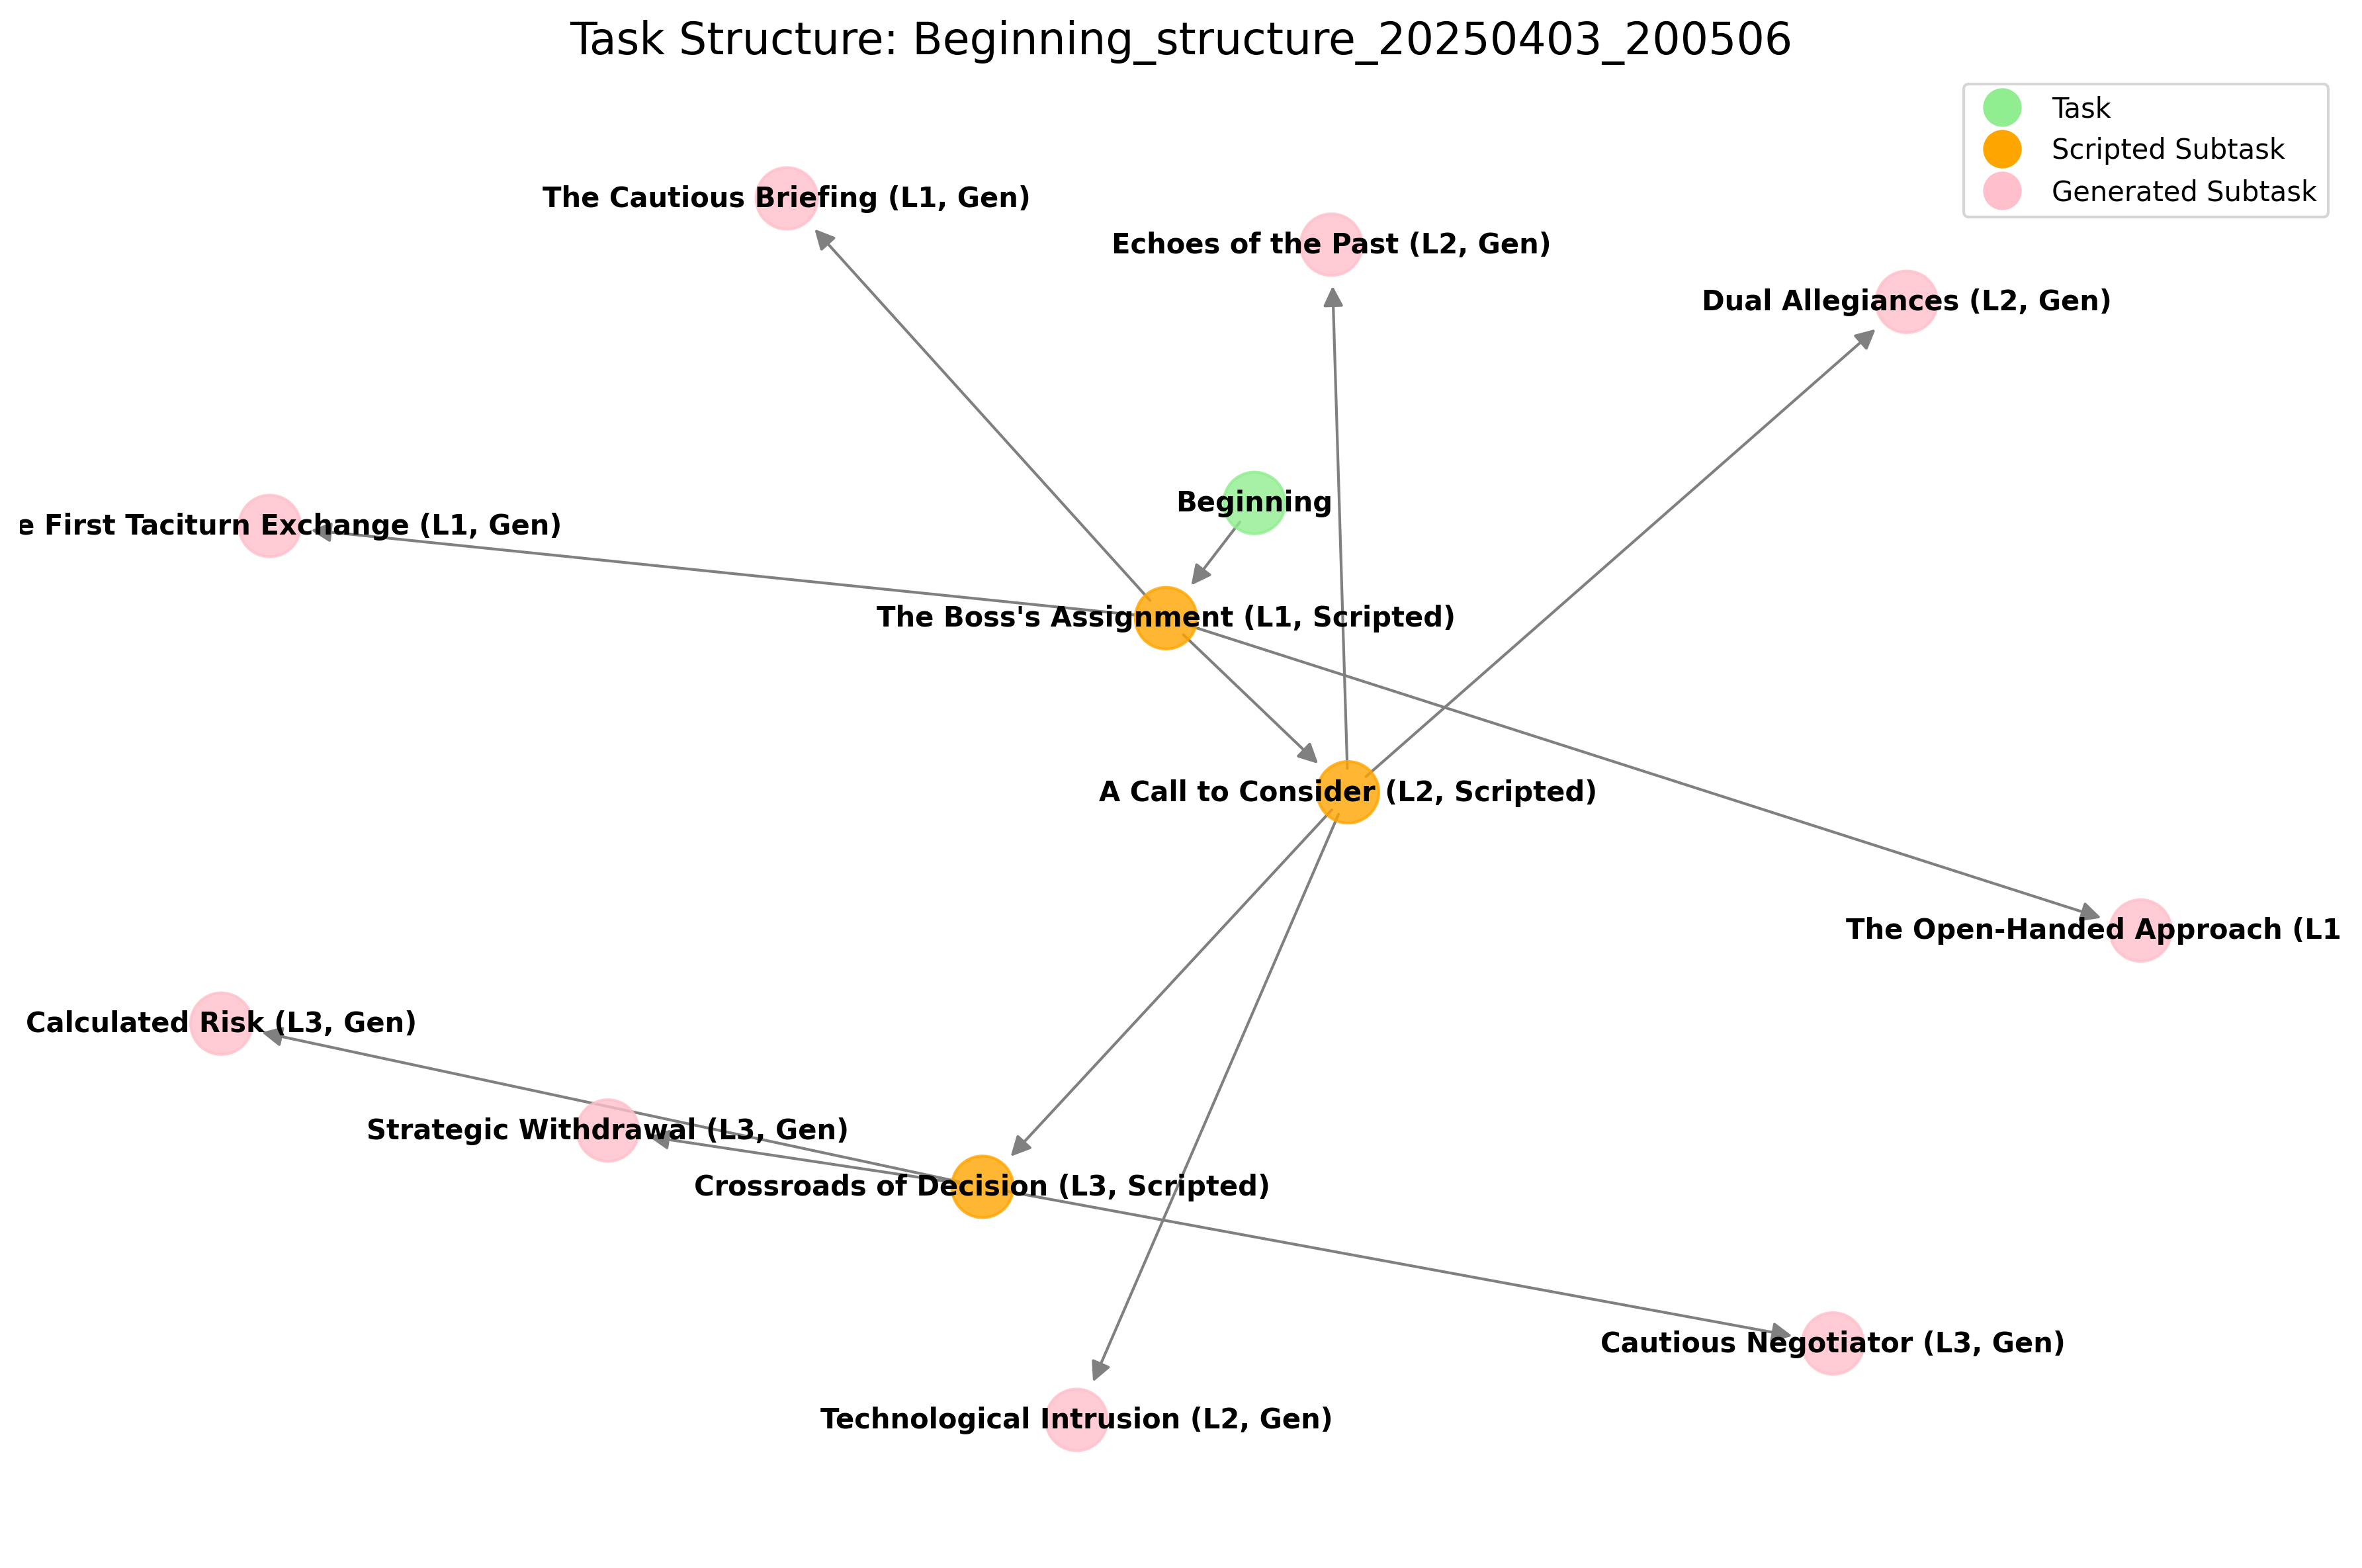 Task Structure: Beginning_structure_20250403_200506
Task
Scripted Subtask
Generated Subtask
The Cautious Briefing (L1, Gen)
Echoes of the Past (L2, Gen)
Dual Allegiances (L2, Gen)
Beginning
e First Taciturn Exchange (L1, Gen)
The Boss's Assignment (L1, Scripted)
A Call to Consider (L2, Scripted)
The Open-Handed Approach (L1
Calculated Risk (L3, Gen)
Strategic Withdrawal (L3, Gen)
Crossroads of Decision (L3, Scripted)
Cautious Negotiator (L3, Gen)
Technological Intrusion (L2, Gen)